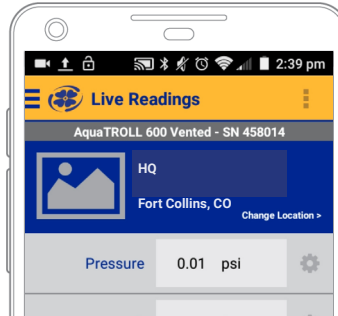 2:39 pm
Live Readings
AquaTROLL 600 Vented - SN 458014
HQ
Fort Collins, CO
Change Location >
Pressure 0.01 psi